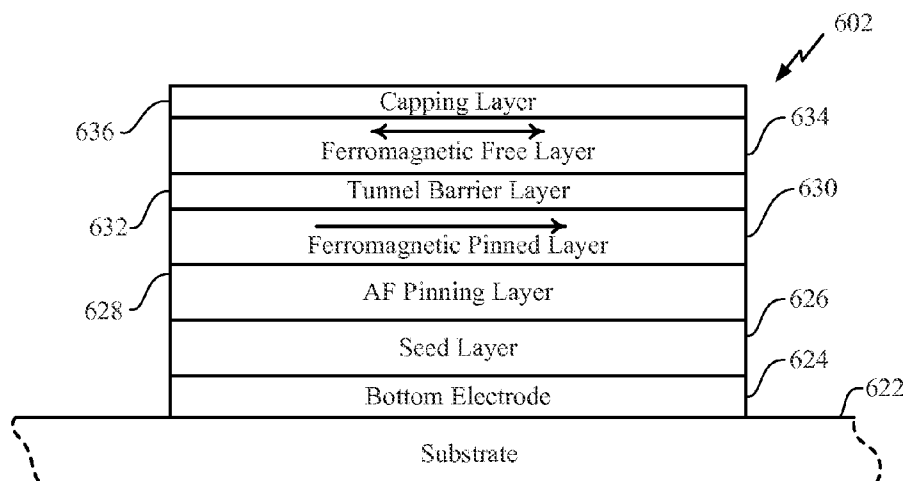 602
Capping Layer
636
634
Ferromagnetic Free Layer
Tunnel Barrier Layer
630
632
Ferromagnetic Pinned Layer
AF Pinning Layer
628
626
Seed Layer
624
Bottom Electrode
622
Substrate